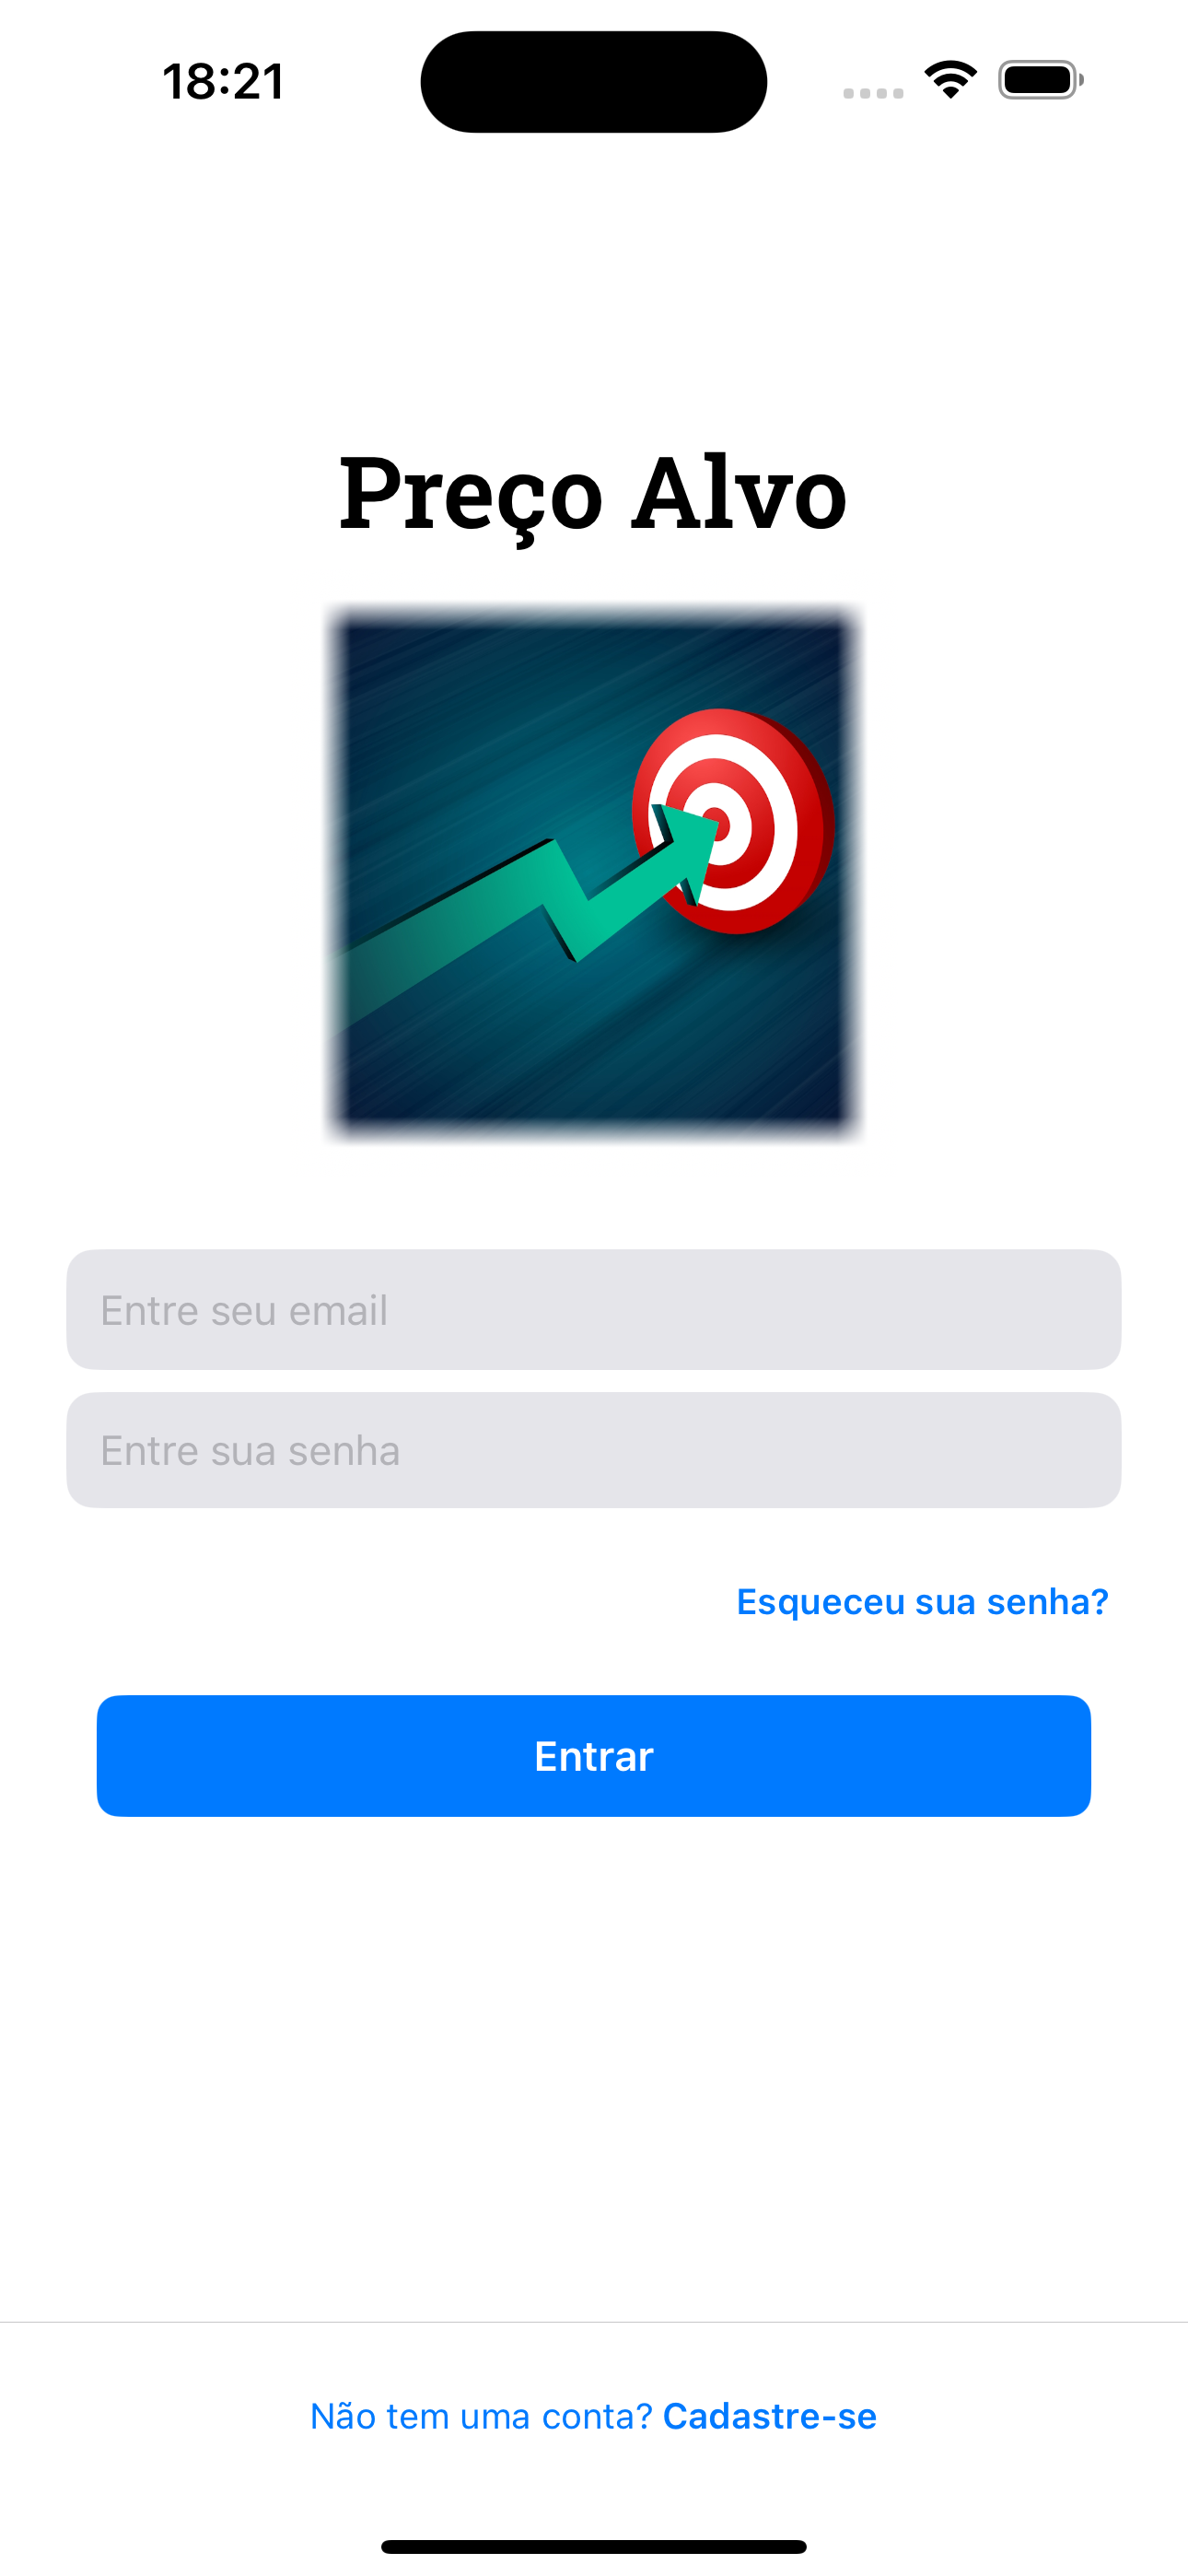 18:21
Preço Alvo
Entre seu email
Entre sua senha
Esqueceu sua senha?
Entrar
Não tem uma conta? Cadastre-se